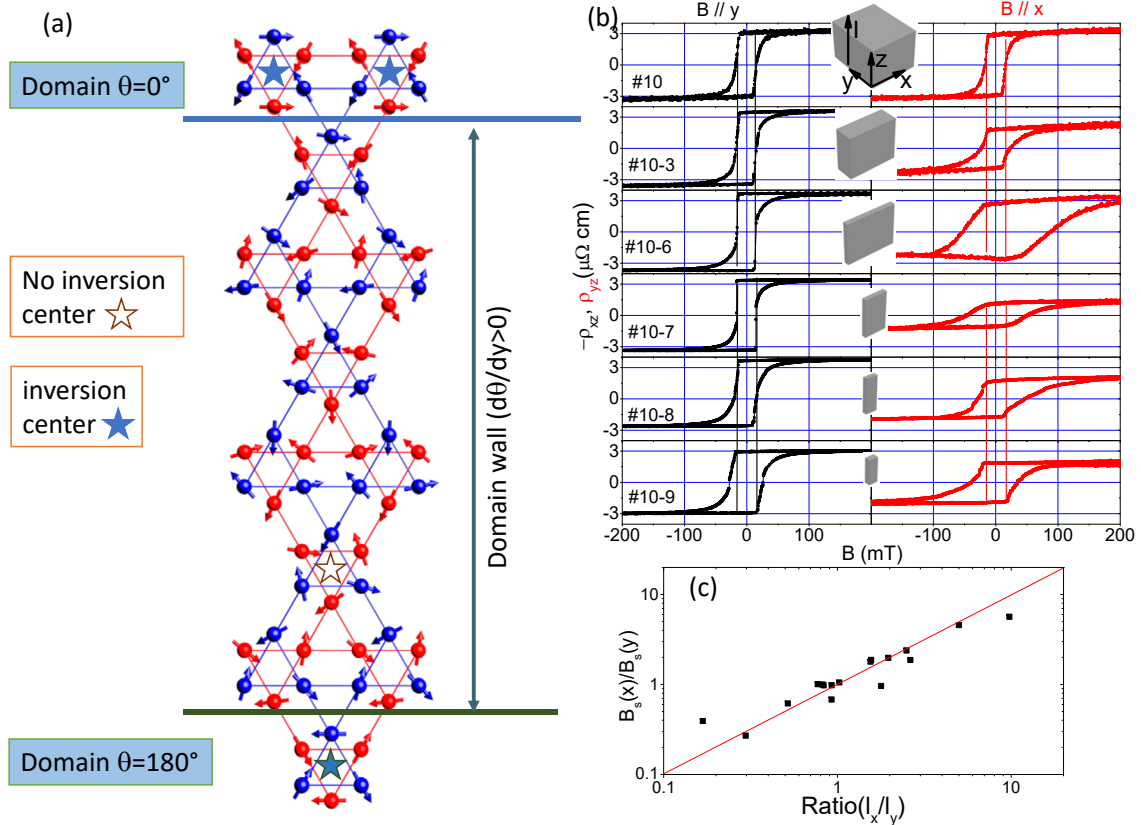 (a)
Domain θ=0°
No inversion
center
inversion
center
Domain wall (dθ/dy>0)
Domain θ=180°
(b)
B // y
B // x
l
z
y
x
−ρxz, ρyz(μΩ cm)
3
0
-3
#10
3
0
-3
#10-3
3
0
-3
#10-6
3
0
-3
#10-7
3
0
-3
#10-8
3
0
-3
#10-9
-200
-100
0
100
-100
0
100
200
B (mT)
(c)
Bs(x)/Bs(y)
10
1
0.1
0.1
1
10
Ratio(lx/ly)